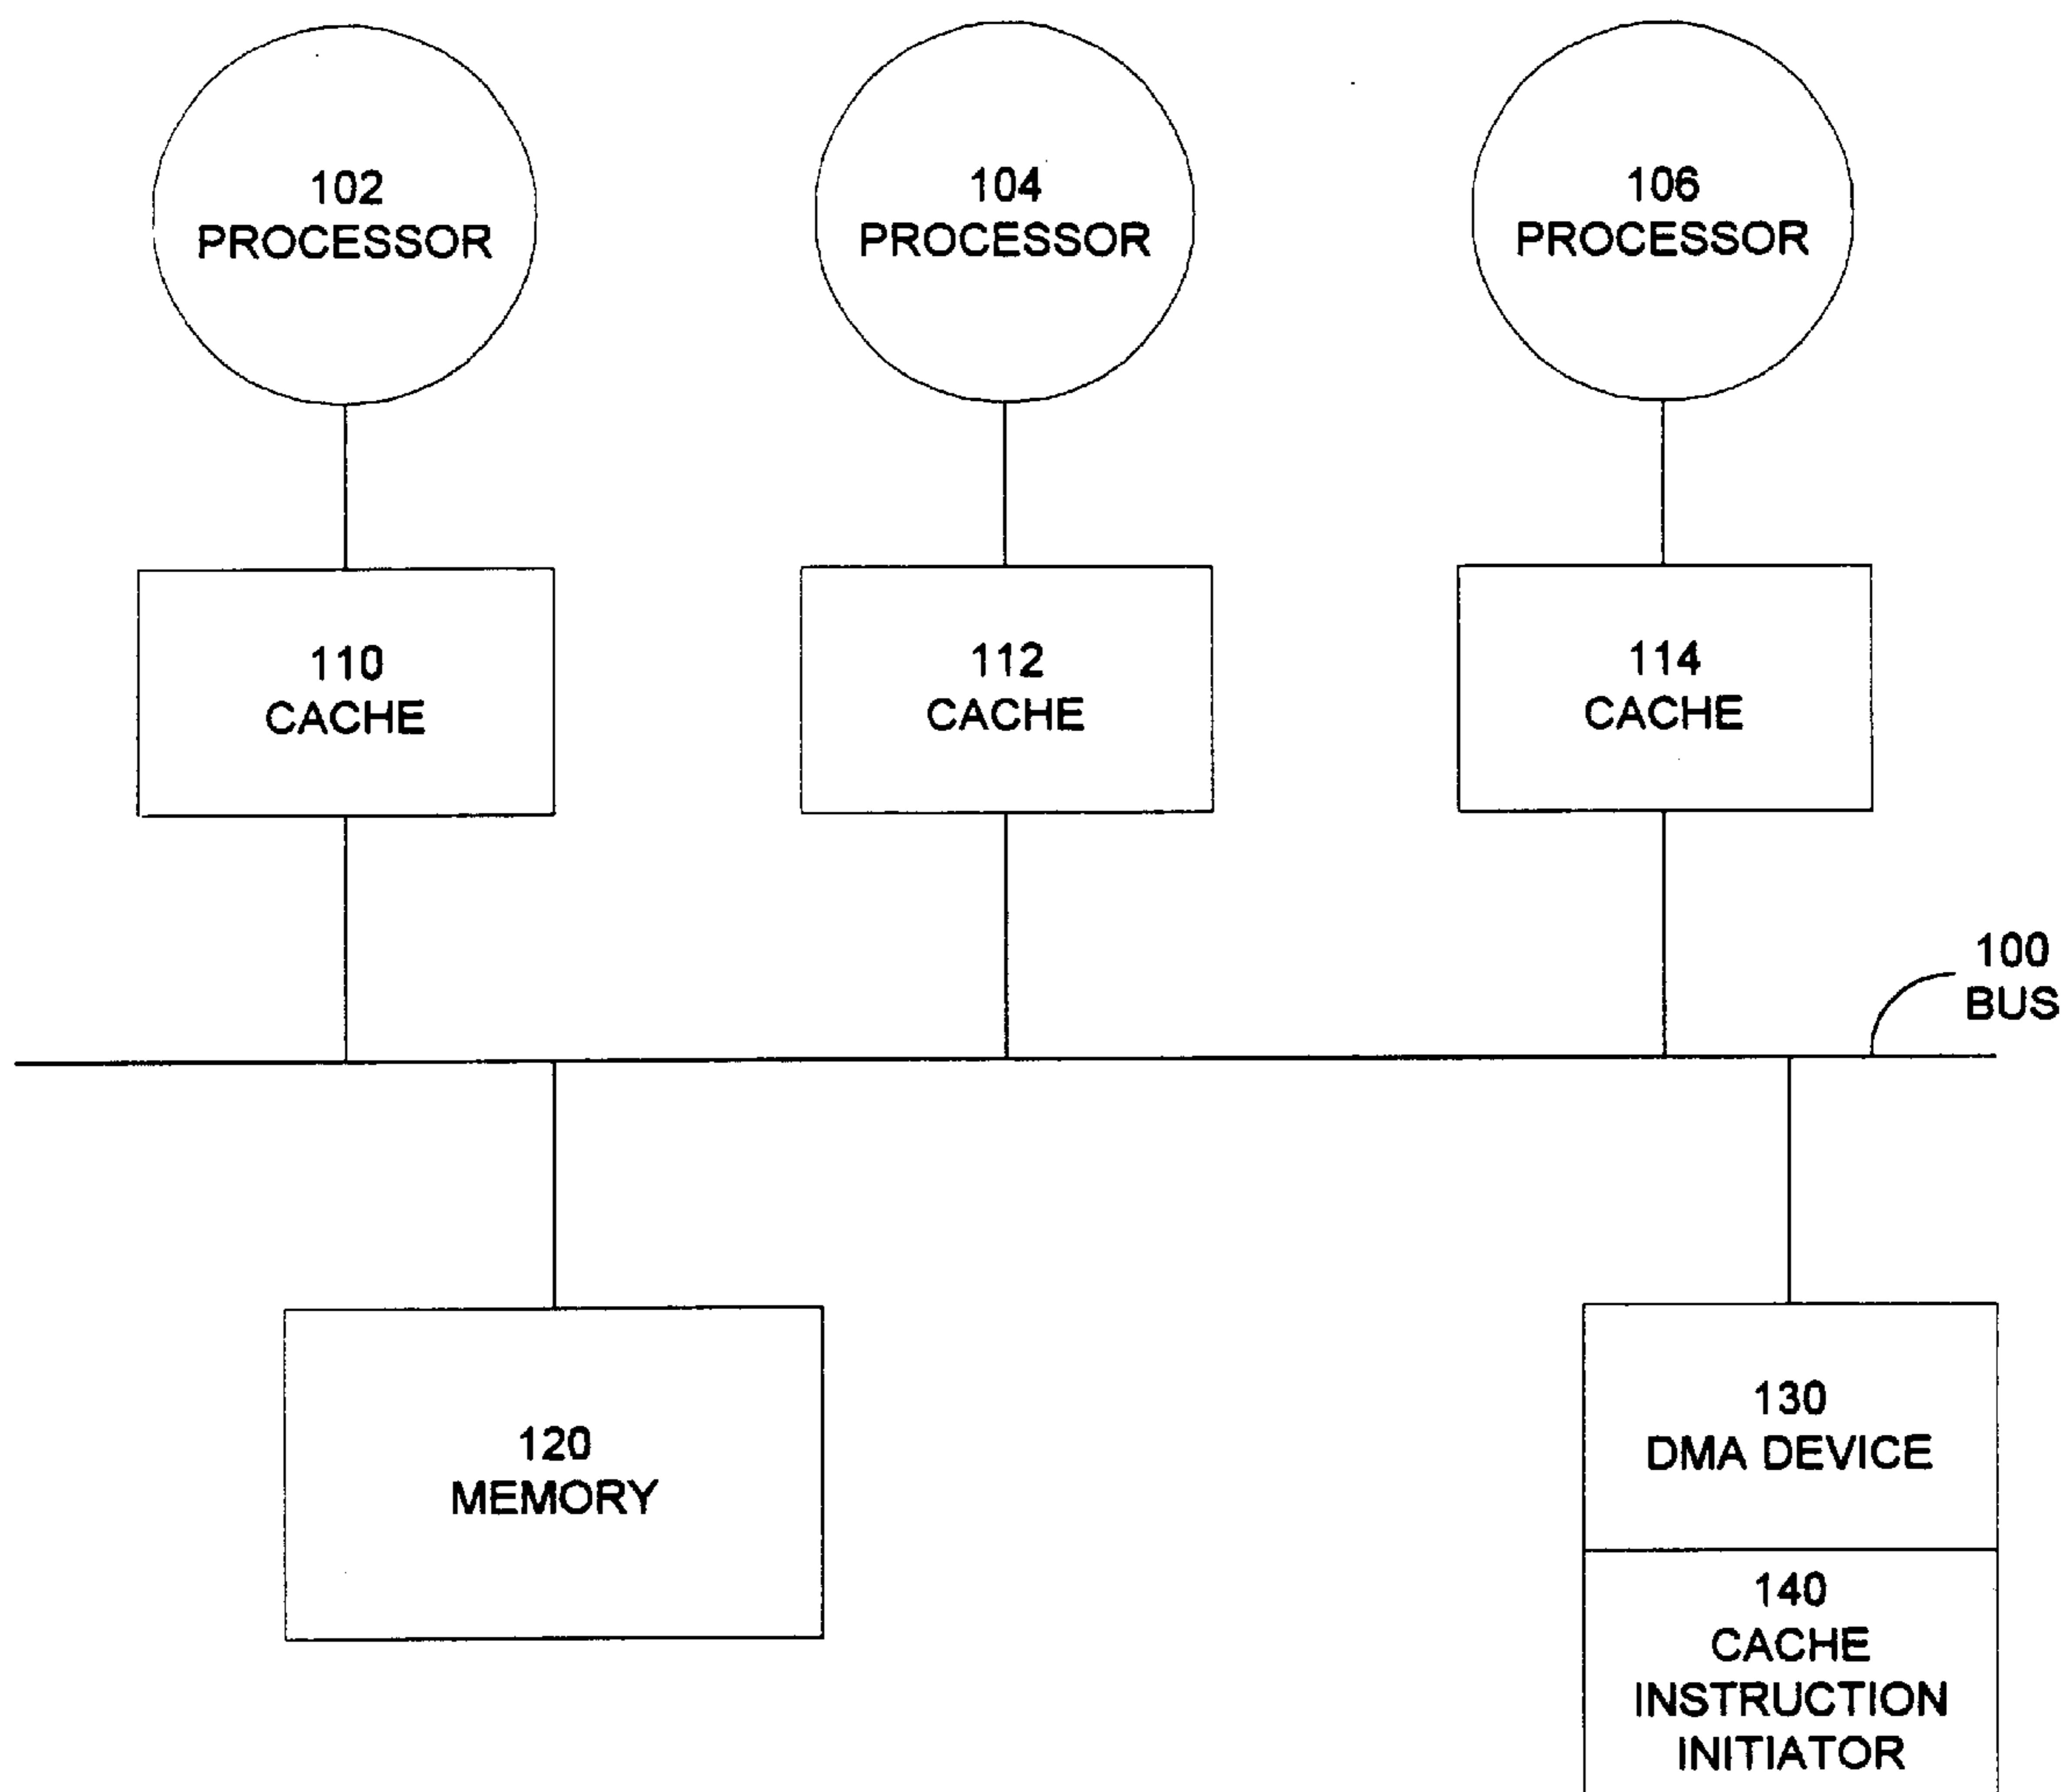 102
PROCESSOR
104
PROCESSOR
106
PROCESSOR
110
CACHE
112
CACHE
114
CACHE
100
BUS
120
MEMORY
130
DMA DEVICE
140
CACHE
INSTRUCTION
INITIATOR